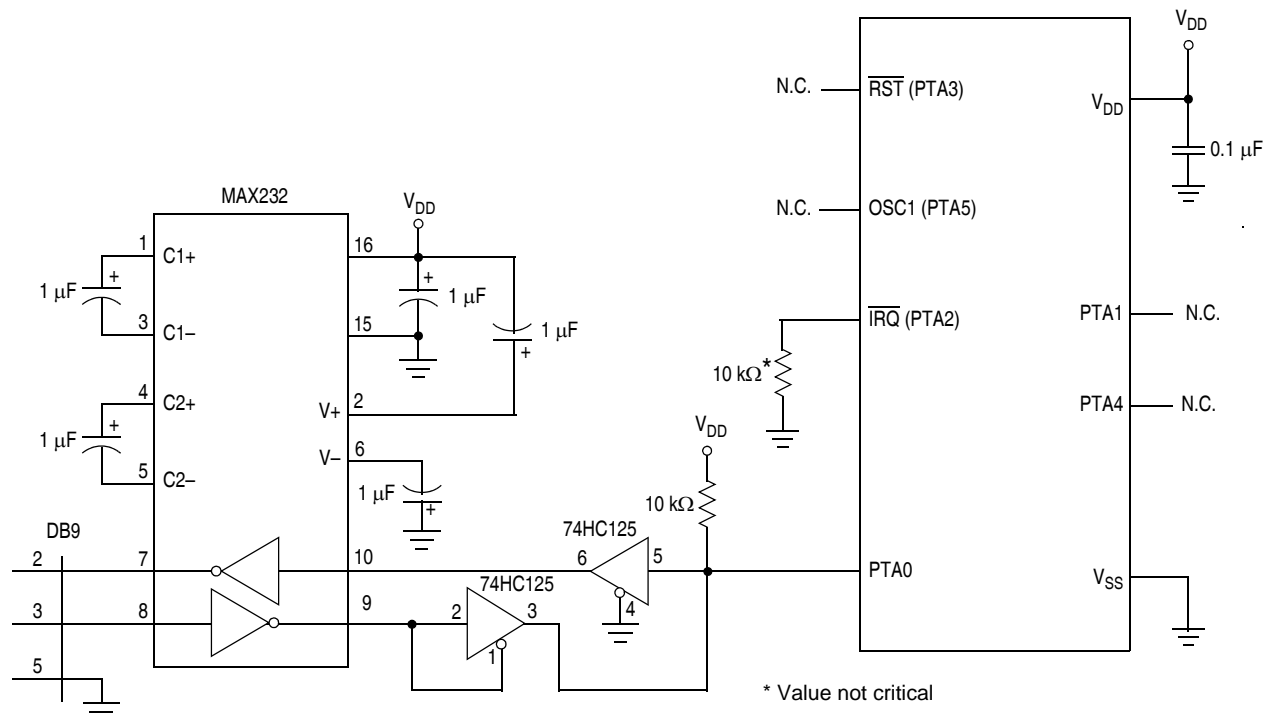 V_DD
N.C.
RST (PTA3)
V_DD
0.1 µF
MAX232
V_DD
N.C.
OSC1 (PTA5)
1
C1+
16
+
1 µF
+
1 µF
3
C1–
15
1 µF
+
IRQ (PTA2)
PTA1
N.C.
10 kΩ*
4
C2+
V+
2
PTA4
N.C.
1 µF
+
V_DD
V–
6
5
C2–
1 µF
+
10 kΩ
DB9
74HC125
2
7
10
6
5
4
PTA0
V_SS
74HC125
3
8
9
2
3
1
5
* Value not critical